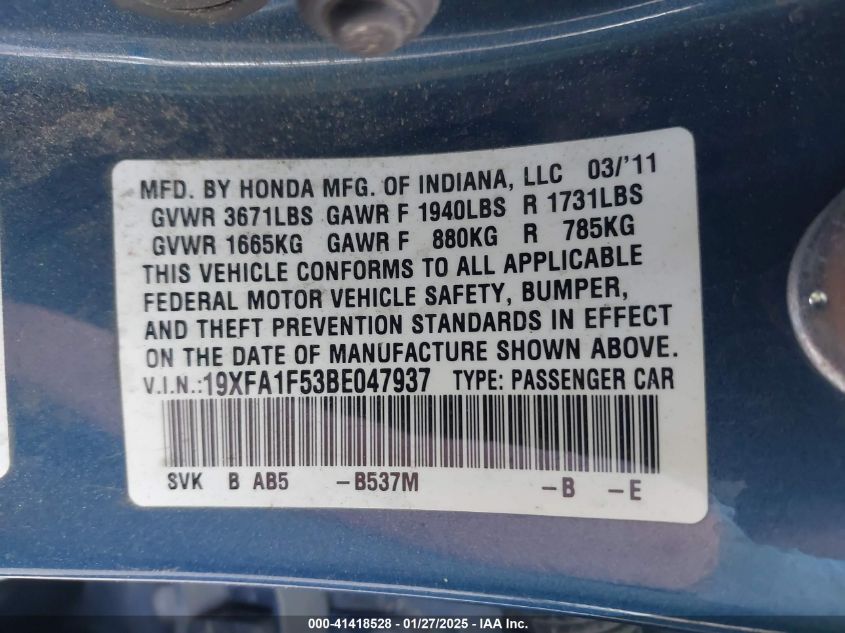 MFD. BY HONDA MFG. OF INDIANA, LLC 03/'11
GVWR 3671LBS GAWR F 1940LBS R 1731LBS
GVWR 1665KG GAWR F 880KG R 785KG
THIS VEHICLE CONFORMS TO ALL APPLICABLE
FEDERAL MOTOR VEHICLE SAFETY, BUMPER,
AND THEFT PREVENTION STANDARDS IN EFFECT
ON THE DATE OF MANUFACTURE SHOWN ABOVE.
V.I.N.:19XFA1F53BE047937 TYPE: PASSENGER CAR
SVK B AB5 -B537M -B -E
000-41418528 - 01/27/2025 - IAA Inc.